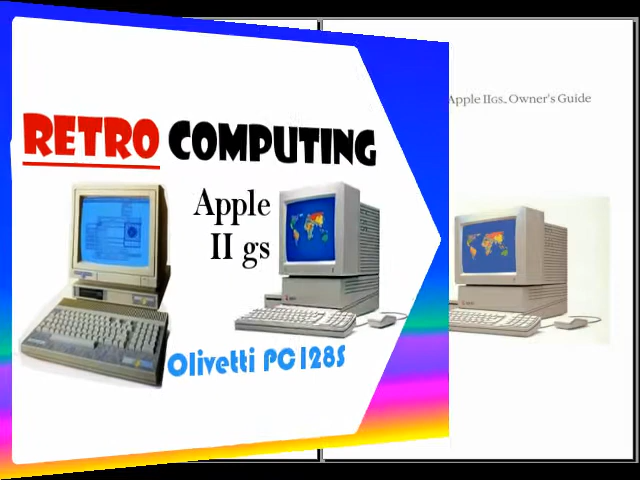 RETRO COMPUTING
Apple
II gs
Olivetti PC128S
Apple IIGS® Owner's Guide